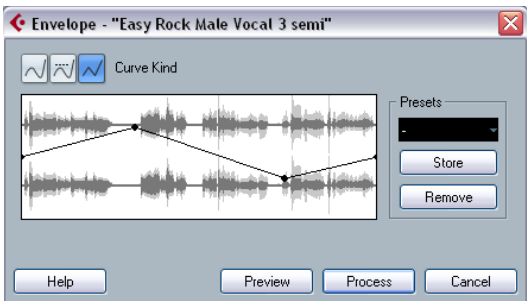 Envelope - "Easy Rock Male Vocal 3 semi"
Curve Kind
Presets
-
Store
Remove
Help
Preview
Process
Cancel